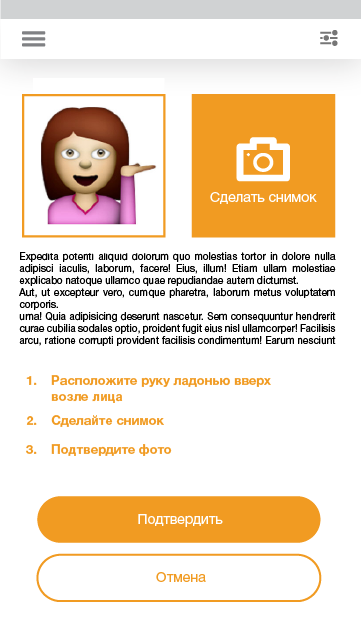 Сделать снимок
Expedita potenti aliquid dolorum quo molestias tortor in dolore nulla
adipisci iaculis, laborum, facere! Eius, illum! Etiam ullam molestiae
explicabo natoque ullamco quae repudiandae autem dictumst.
Aut, ut excepteur vero, cumque pharetra, laborum metus voluptatem
corporis.
urna! Quia adipisicing deserunt nascetur. Sem consequuntur hendrerit
curae cubilia sodales optio, proident fugit eius nisl ullamcorper! Facilisis
arcu, ratione corrupti provident facilisis condimentum! Earum nesciunt
1. Расположите руку ладонью вверх
возле лица
2. Сделайте снимок
3. Подтвердите фото
Подтвердить
Отмена